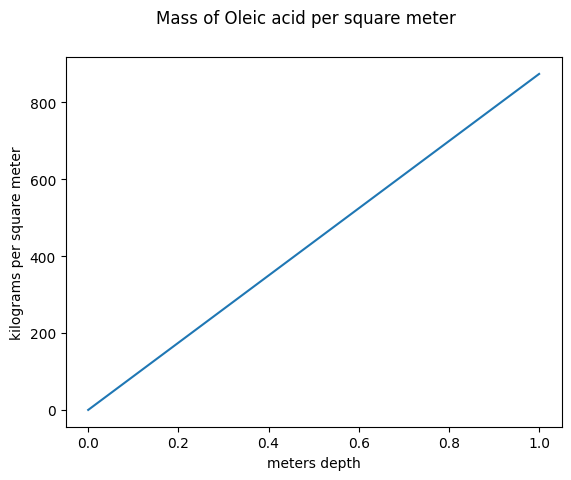 Mass of Oleic acid per square meter
kilograms per square meter
800
600
400
200
0
0.0 0.2 0.4 0.6 0.8 1.0
meters depth